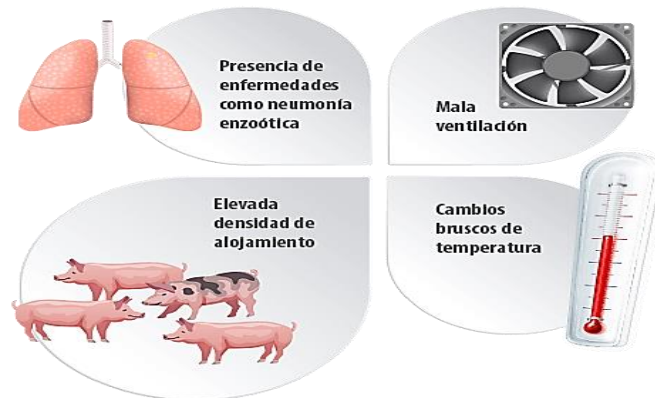 Presencia de
enfermedades
como neumonía
enzoótica
Mala
ventilación
Elevada
densidad de
alojamiento
Cambios
bruscos de
temperatura